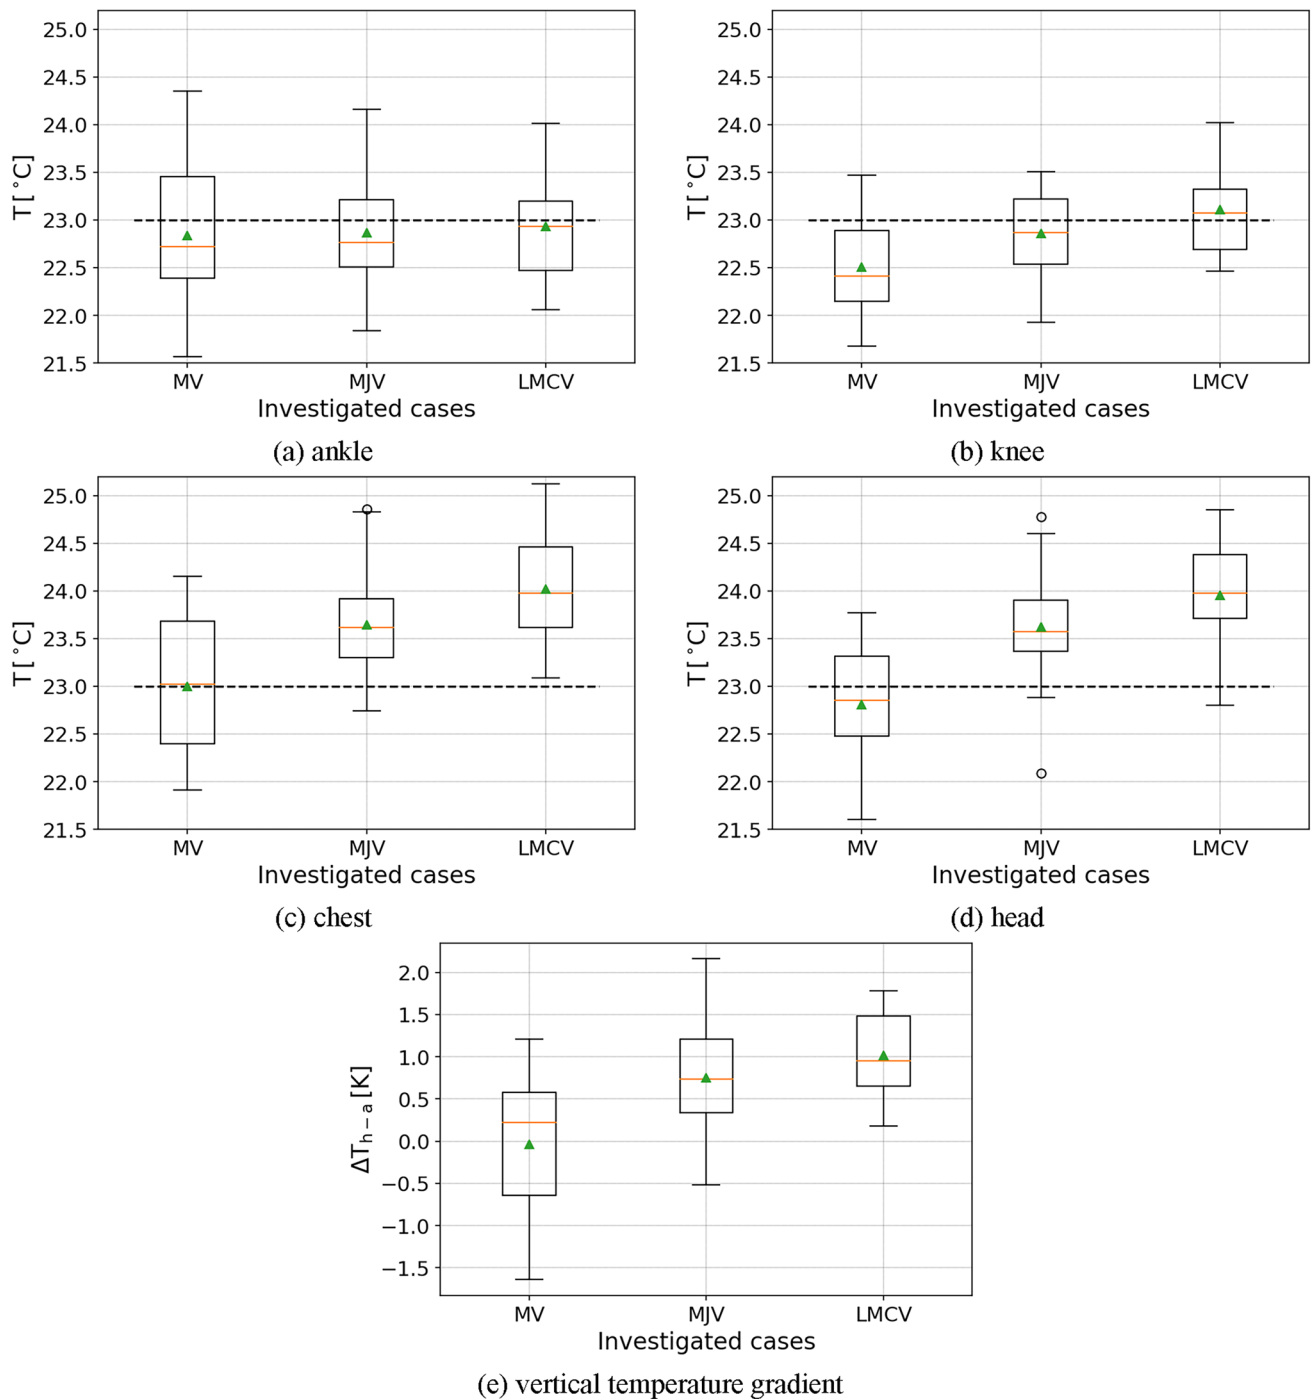 25.0
24.5
24.0
23.5
23.0
22.5
22.0
21.5
T [°C]
MV MJV LMCV
Investigated cases
(a) ankle
25.0
24.5
24.0
23.5
23.0
22.5
22.0
21.5
T [°C]
MV MJV LMCV
Investigated cases
(b) knee
25.0
24.5
24.0
23.5
23.0
22.5
22.0
21.5
T [°C]
MV MJV LMCV
Investigated cases
(c) chest
25.0
24.5
24.0
23.5
23.0
22.5
22.0
21.5
T [°C]
MV MJV LMCV
Investigated cases
(d) head
2.0
1.5
1.0
0.5
0.0
−0.5
−1.0
−1.5
ΔTh − a [K]
MV MJV LMCV
Investigated cases
(e) vertical temperature gradient